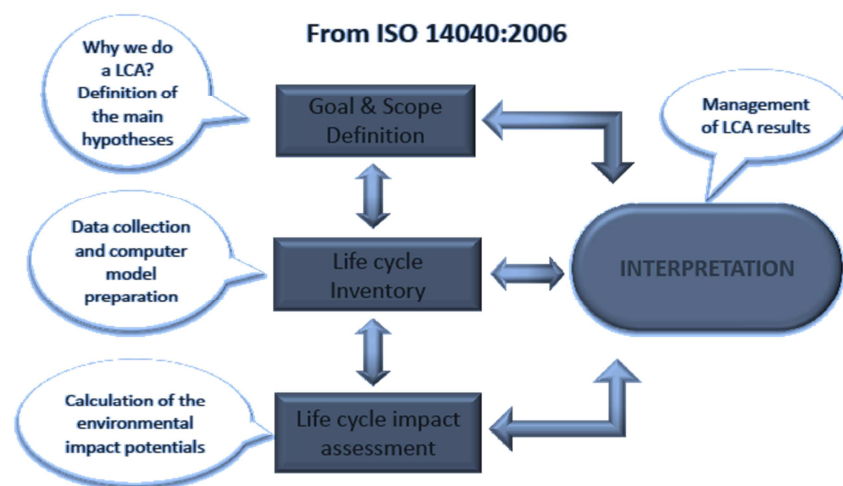 From ISO 14040:2006
Why we do
a LCA?
Definition of
the main
hypotheses
Goal & Scope
Definition
Management
of LCA results
Data collection
and computer
model
preparation
Life cycle
Inventory
INTERPRETATION
Calculation of the
environmental
impact potentials
Life cycle impact
assessment